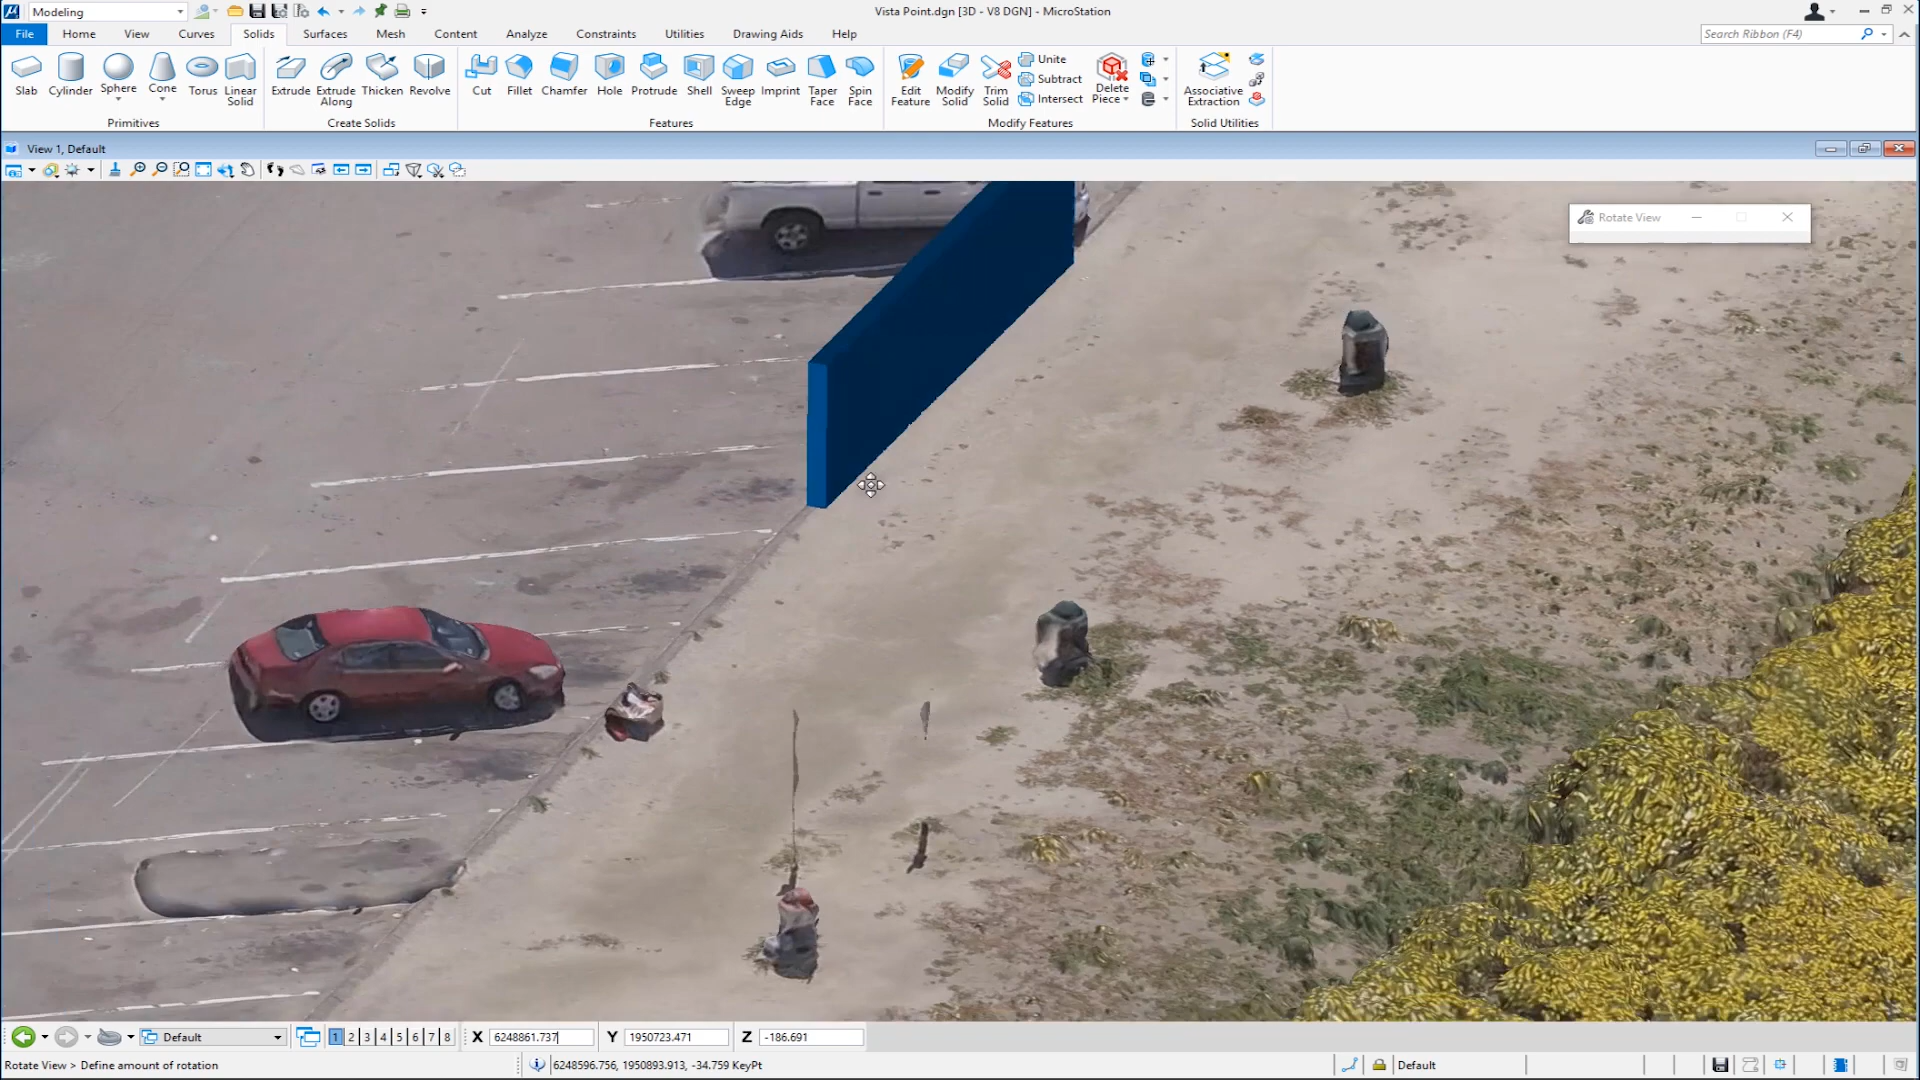 Modeling
Vista Point.dgn [3D - V8 DGN] - MicroStation
File Home View Curves Solids Surfaces Mesh Content Analyze Constraints Utilities Drawing Aids Help
Search Ribbon (F4)
Slab Cylinder Sphere Cone Torus Linear Solid
Extrude Extrude Along Thicken Revolve
Cut Fillet Chamfer Hole Protrude Shell Sweep Edge Imprint Taper Face Spin Face
Edit Feature Modify Solid Trim Solid
Unite
Subtract
Intersect
Delete Piece
Associative Extraction
Primitives Create Solids Features Modify Features Solid Utilities
View 1, Default
Rotate View
Default 1 2 3 4 5 6 7 8 X 6248861.737 Y 1950723.471 Z -186.691
Rotate View > Define amount of rotation 6248596.756, 1950893.913, -34.759 KeyPt Default